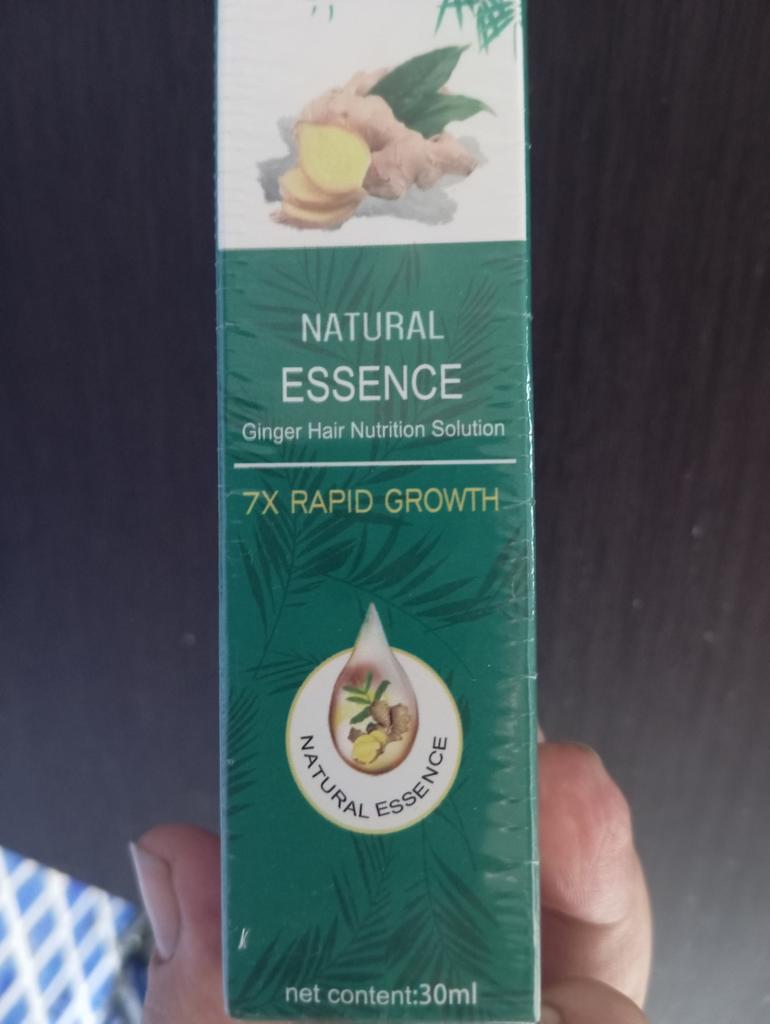 NATURAL
ESSENCE
Ginger Hair Nutrition Solution
7X RAPID GROWTH
NATURAL ESSENCE
net content:30ml